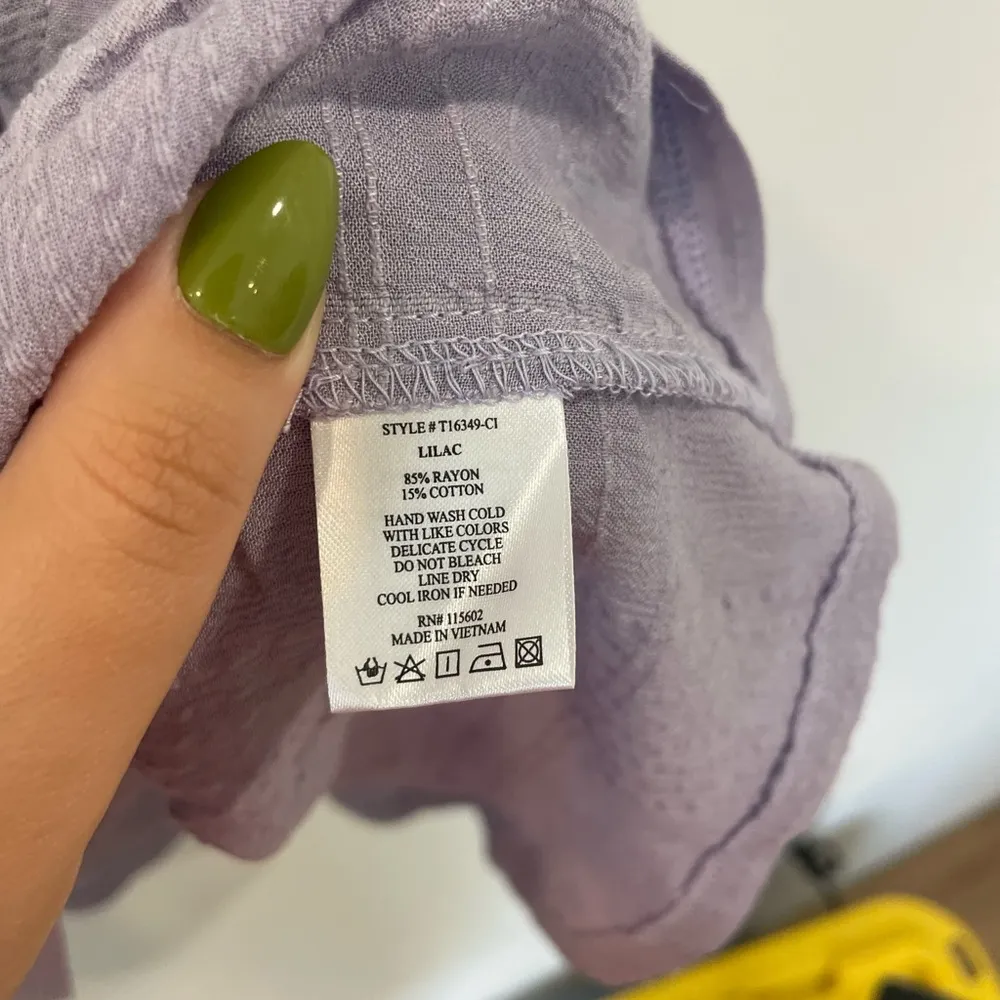 STYLE # T16349-CI
LILAC
85% RAYON
15% COTTON
HAND WASH COLD
WITH LIKE COLORS
DELICATE CYCLE
DO NOT BLEACH
LINE DRY
COOL IRON IF NEEDED
RN# 115602
MADE IN VIETNAM